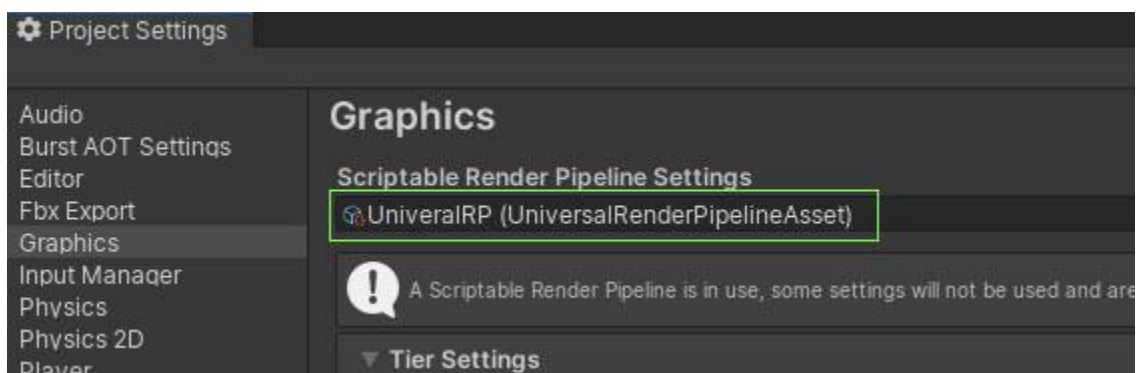 Project Settings
Audio
Burst AOT Settings
Editor
Fbx Export
Graphics
Input Manager
Physics
Physics 2D
Player
Graphics
Scriptable Render Pipeline Settings
UniveralRP (UniversalRenderPipelineAsset)
A Scriptable Render Pipeline is in use, some settings will not be used and are
Tier Settings